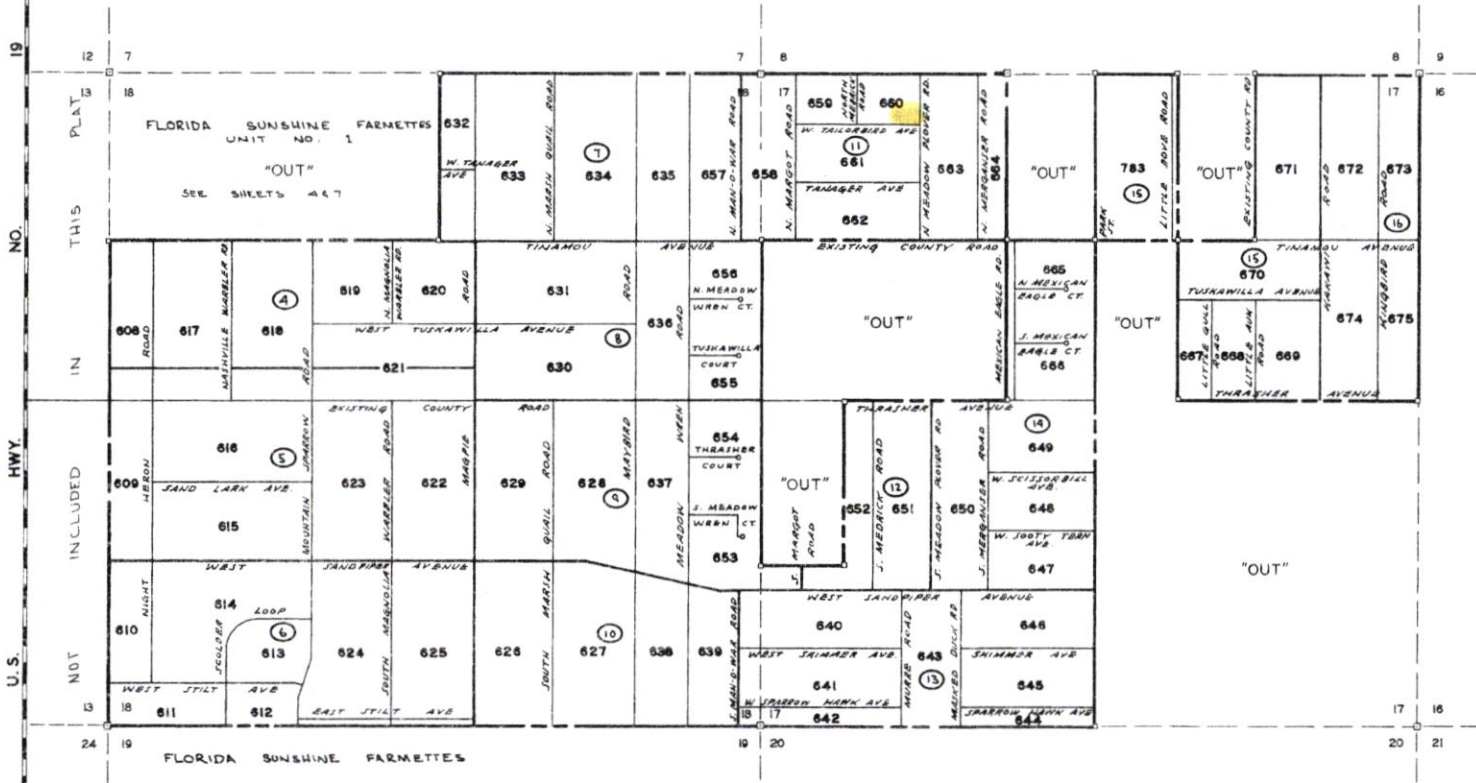 12
7
7
8
8
9
13
18
18
17
17
16
U.S. HWY. NO. 19
NOT INCLUDED IN THIS PLAT
FLORIDA SUNSHINE FARMETTES
UNIT NO. 1
"OUT"
SEE SHEETS 4 & 7
632
W. TANAGER
AVE
633
N. MARSH QUAIL ROAD
7
634
635
657
N. MAN-O-WAR ROAD
658
N. MARGOT ROAD
659
NORTH
MEDRICK
ROAD
660
W. TAILORBIRD AVE
11
661
TANAGER AVE
662
N. MEADOW PLOVER RD.
663
N. MERGANSER ROAD
664
"OUT"
PARK
ST.
783
15
LITTLE DOVE ROAD
"OUT"
EXISTING COUNTY RD
671
672
673
16
TINAMOU AVENUE
EXISTING COUNTY ROAD
TINAMOU AVENUE
608
ROAD
617
NASHVILLE WARBLER RD.
4
618
ROAD
619
N. MAGNOLIA
WARBLER RD.
620
ROAD
631
ROAD
636
ROAD
656
N. MEADOW
WREN CT.
WEST TUSKAWILLA AVENUE
8
621
630
TUSKAWILLA
COURT
655
"OUT"
MEXICAN EAGLE RD.
665
N. MEXICAN
EAGLE CT.
S. MEXICAN
EAGLE CT.
666
"OUT"
15
670
TUSKAWILLA AVENUE
667
LITTLE GULL
ROAD
668
LITTLE AUK
ROAD
669
KAKAWIO
ROAD
674
KINGBIRD
ROAD
675
THRASHER AVENUE
EXISTING COUNTY ROAD
THRASHER AVENUE
609
HERON
616
5
SAND LARK AVE.
615
MOUNTAIN SPARROW
623
WARBLER ROAD
622
MAGPIE
629
QUAIL ROAD
628
9
MAYBIRD
637
MEADOW WREN
654
THRASHER
COURT
S. MEADOW
WREN CT.
653
"OUT"
S. MARGOT
ROAD
652
S. MEDRICK ROAD
12
651
S. MEADOW PLOVER RD
650
S. MERGANSER ROAD
14
649
W. SCISSORBILL
AVE.
648
W. SOOTY TERN
AVE.
647
"OUT"
WEST SANDPIPER AVENUE
610
NIGHT
614
SCOLDER LOOP
6
613
624
SOUTH MAGNOLIA
625
626
SOUTH MARSH
627
10
638
639
S. MAN-O-WAR ROAD
WEST SANDPIPER AVENUE
640
WEST SKIMMER AVE.
641
W. SPARROW HAWK AVE
642
MURRE ROAD
643
13
MASKED DUCK RD
646
SKIMMER AVE
645
SPARROW HAWK AVE
644
WEST STILT AVE
611
612
EAST STILT AVE
13
18
18
17
17
16
24
19
19
20
20
21
FLORIDA SUNSHINE FARMETTES